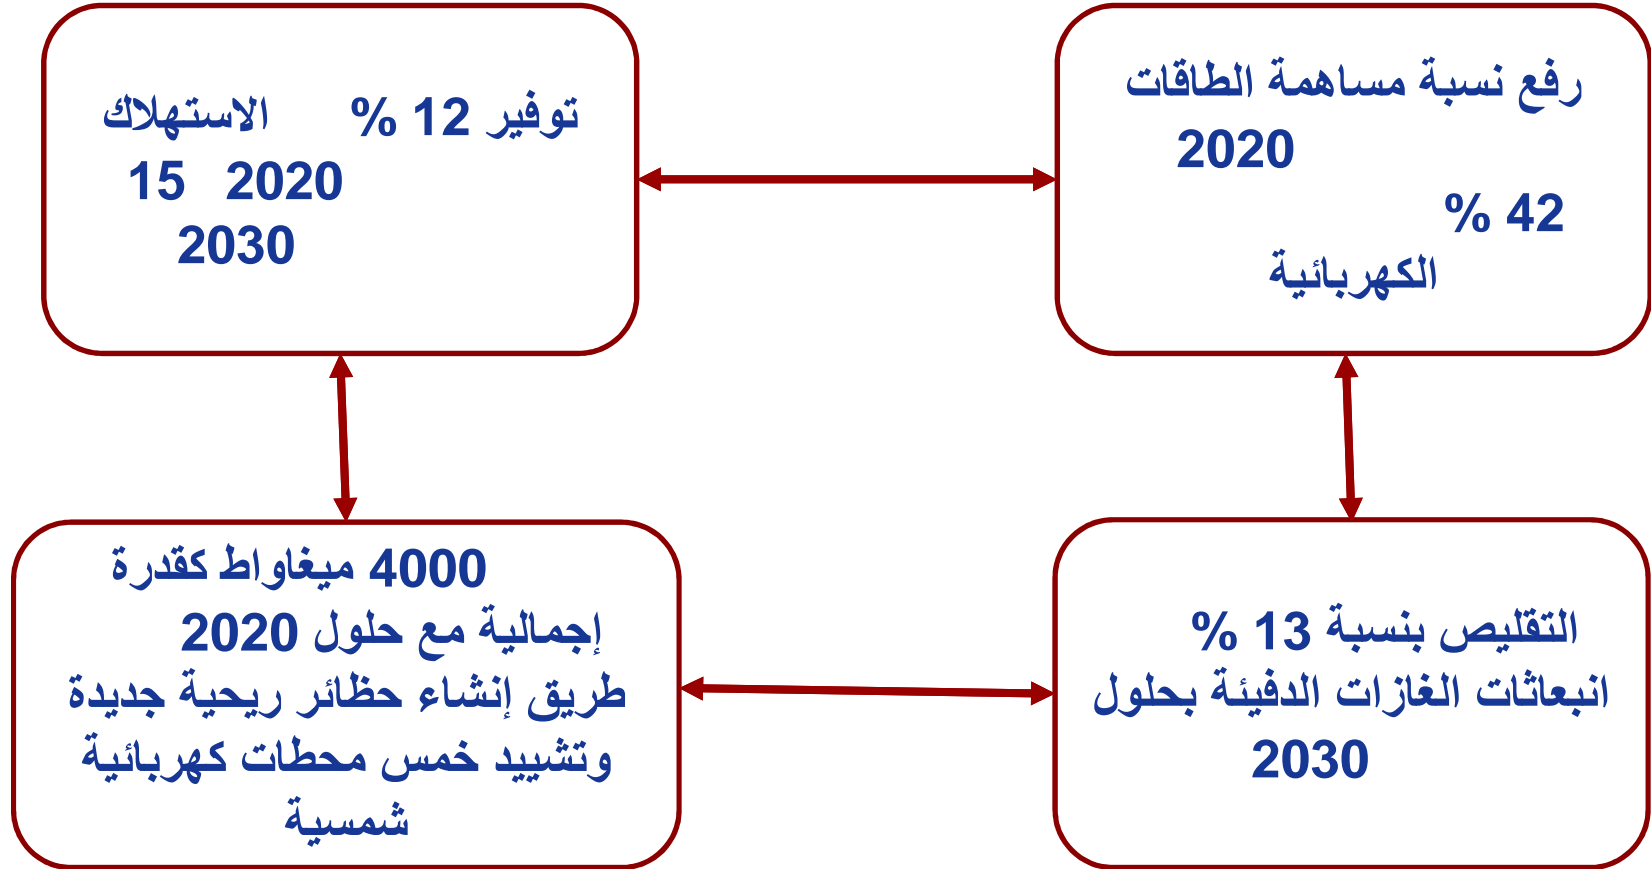 رفع نسبة مساهمة الطاقات
2020
42 %
الكهربائية
توفير 12 % الاستهلاك
2020 15
2030
4000 ميغاواط كقدرة
إجمالية مع حلول 2020
طريق إنشاء حظائر ريحية جديدة
وتشييد خمس محطات كهربائية
شمسية
التقليص بنسبة 13 %
انبعاثات الغازات الدفيئة بحلول
2030